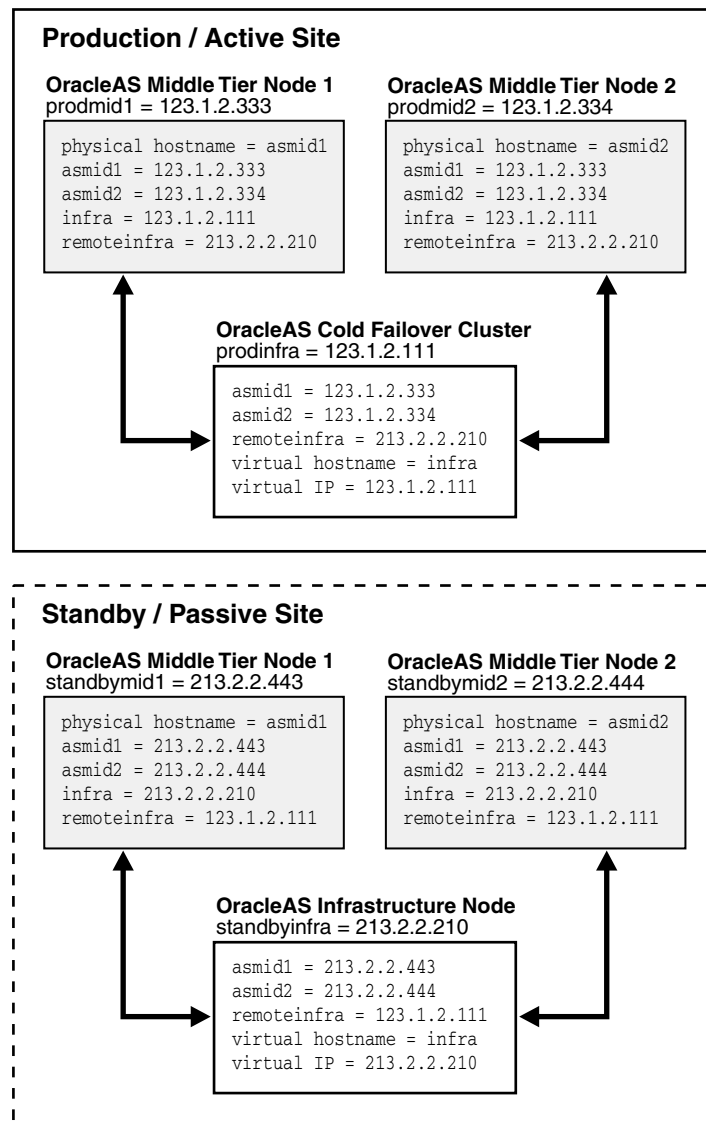 Production / Active Site
OracleAS Middle Tier Node 1
prodmid1 = 123.1.2.333
physical hostname = asmid1
asmid1 = 123.1.2.333
asmid2 = 123.1.2.334
infra = 123.1.2.111
remoteinfra = 213.2.2.210
OracleAS Middle Tier Node 2
prodmid2 = 123.1.2.334
physical hostname = asmid2
asmid1 = 123.1.2.333
asmid2 = 123.1.2.334
infra = 123.1.2.111
remoteinfra = 213.2.2.210
OracleAS Cold Failover Cluster
prodinfra = 123.1.2.111
asmid1 = 123.1.2.333
asmid2 = 123.1.2.334
remoteinfra = 213.2.2.210
virtual hostname = infra
virtual IP = 123.1.2.111
Standby / Passive Site
OracleAS Middle Tier Node 1
standbymid1 = 213.2.2.443
physical hostname = asmid1
asmid1 = 213.2.2.443
asmid2 = 213.2.2.444
infra = 213.2.2.210
remoteinfra = 123.1.2.111
OracleAS Middle Tier Node 2
standbymid2 = 213.2.2.444
physical hostname = asmid2
asmid1 = 213.2.2.443
asmid2 = 213.2.2.444
infra = 213.2.2.210
remoteinfra = 123.1.2.111
OracleAS Infrastructure Node
standbyinfra = 213.2.2.210
asmid1 = 213.2.2.443
asmid2 = 213.2.2.444
remoteinfra = 123.1.2.111
virtual hostname = infra
virtual IP = 213.2.2.210